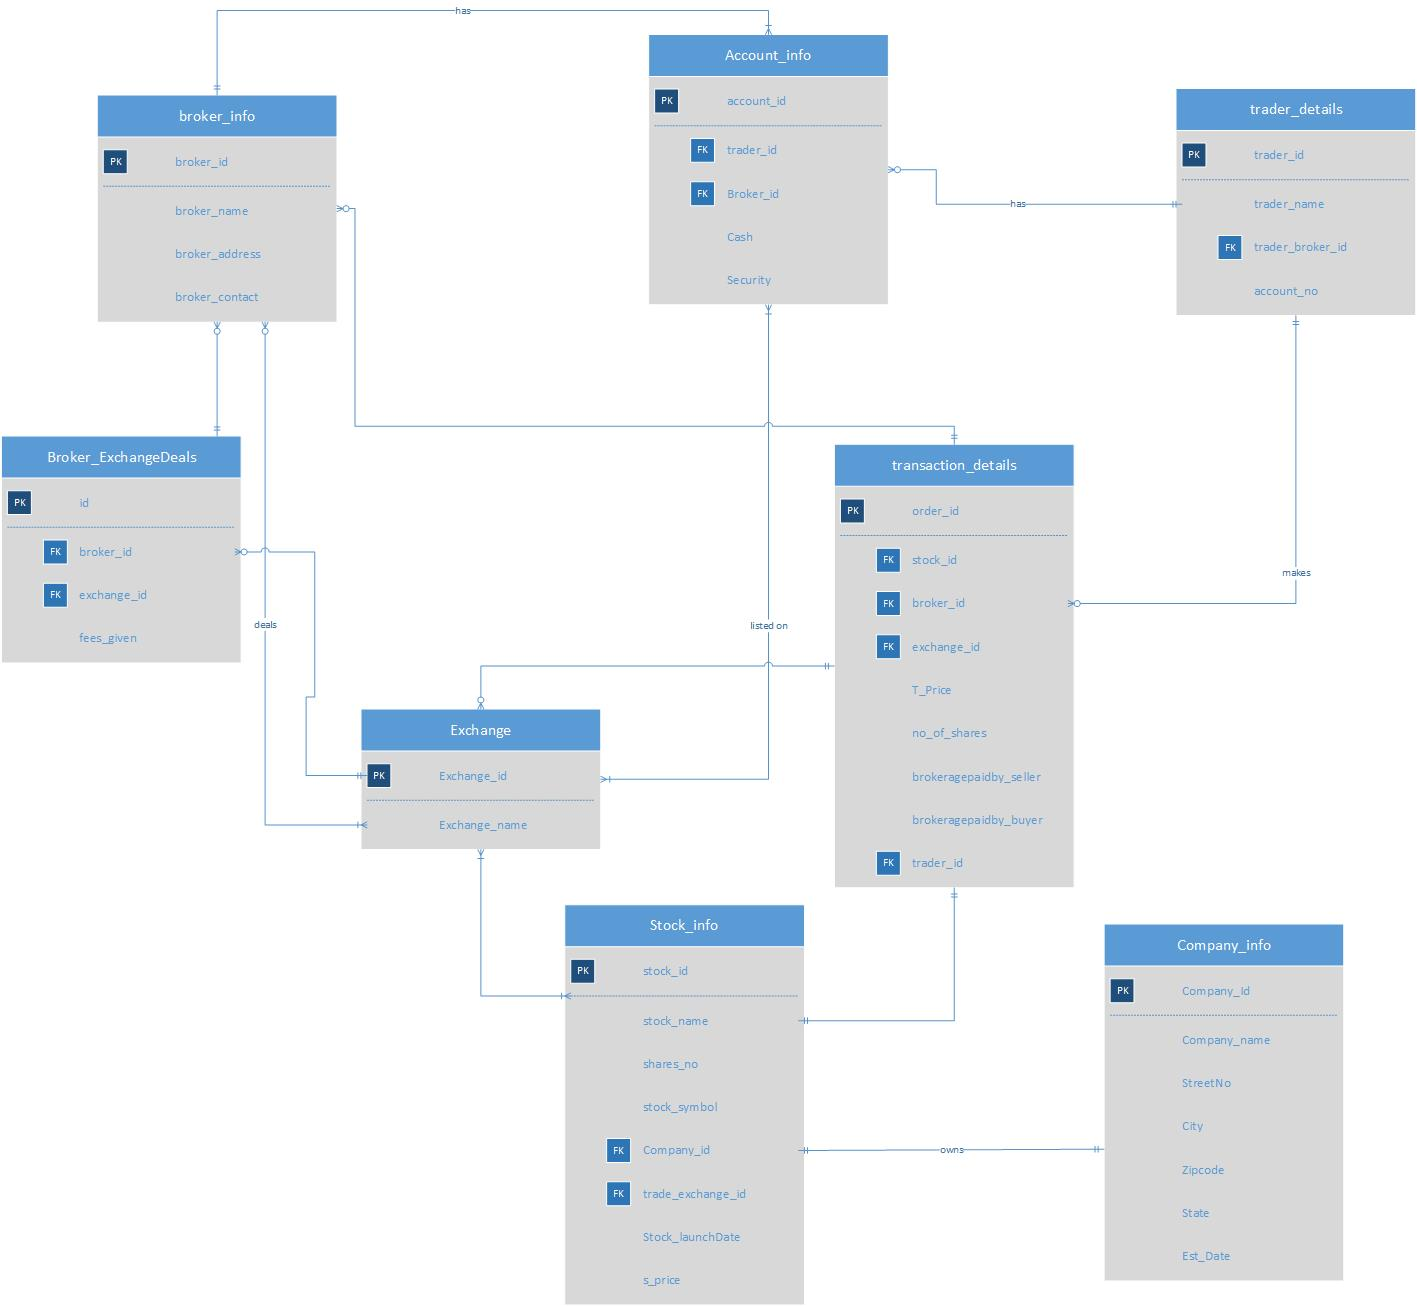 has
Account_info
PK account_id
FK trader_id
FK Broker_id
Cash
Security
trader_details
PK trader_id
trader_name
FK trader_broker_id
account_no
broker_info
PK broker_id
broker_name
broker_address
broker_contact
has
Broker_ExchangeDeals
PK id
FK broker_id
FK exchange_id
fees_given
deals
listed on
makes
transaction_details
PK order_id
FK stock_id
FK broker_id
FK exchange_id
T_Price
no_of_shares
brokeragepaidby_seller
brokeragepaidby_buyer
FK trader_id
Exchange
PK Exchange_id
Exchange_name
Stock_info
PK stock_id
stock_name
shares_no
stock_symbol
FK Company_id
FK trade_exchange_id
Stock_launchDate
s_price
owns
Company_info
PK Company_Id
Company_name
StreetNo
City
Zipcode
State
Est_Date